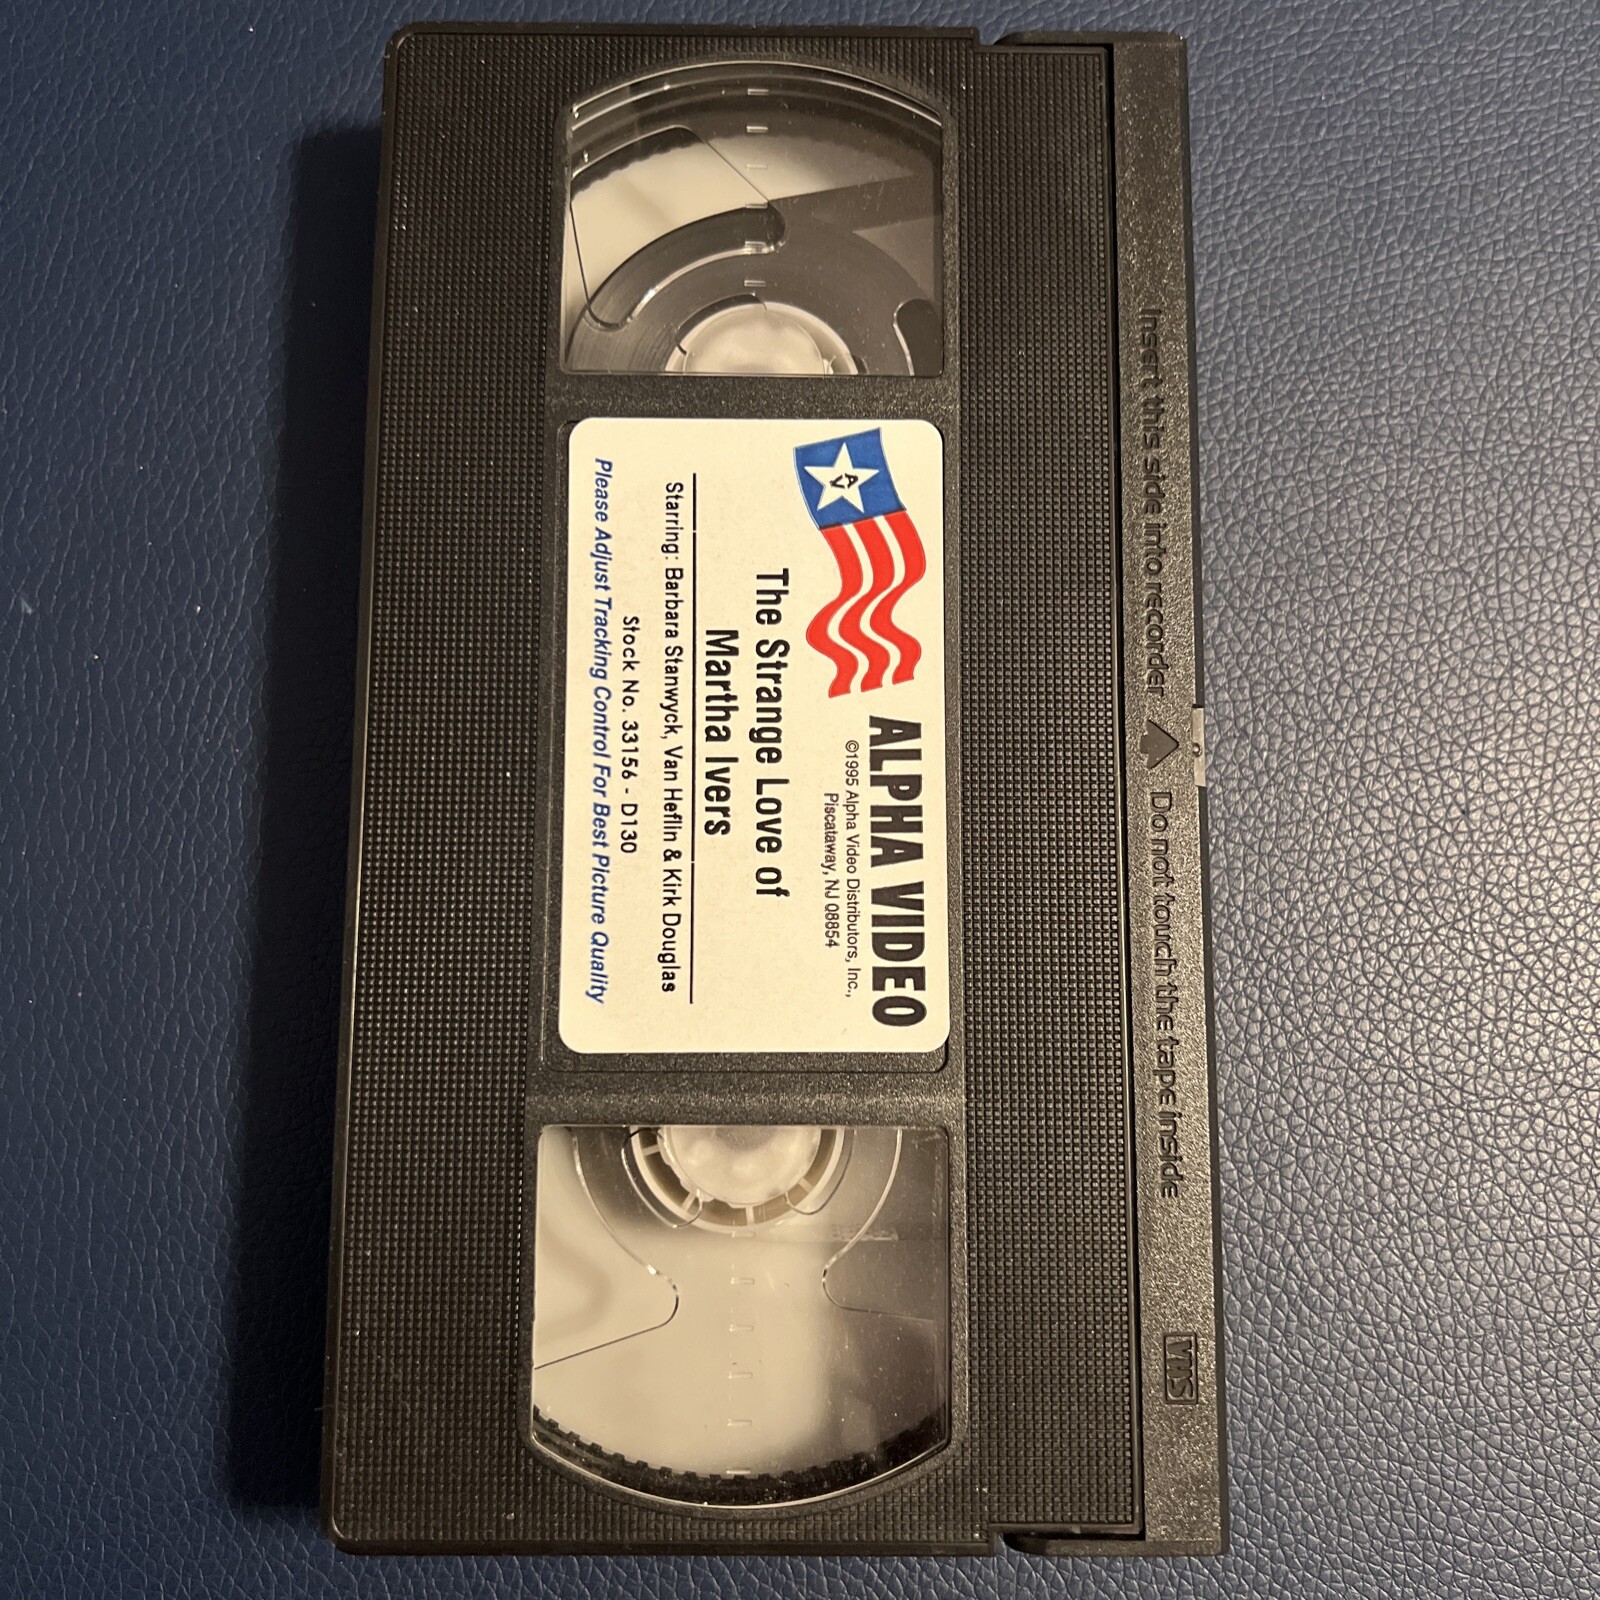 AV
ALPHA VIDEO
©1995 Alpha Video Distributors, Inc.,
Piscataway, NJ 08854
The Strange Love of
Martha Ivers
Starring: Barbara Stanwyck, Van Heflin & Kirk Douglas
Stock No. 33156 - D130
Please Adjust Tracking Control For Best Picture Quality
Insert this side into recorder Do not touch the tape inside
VHS